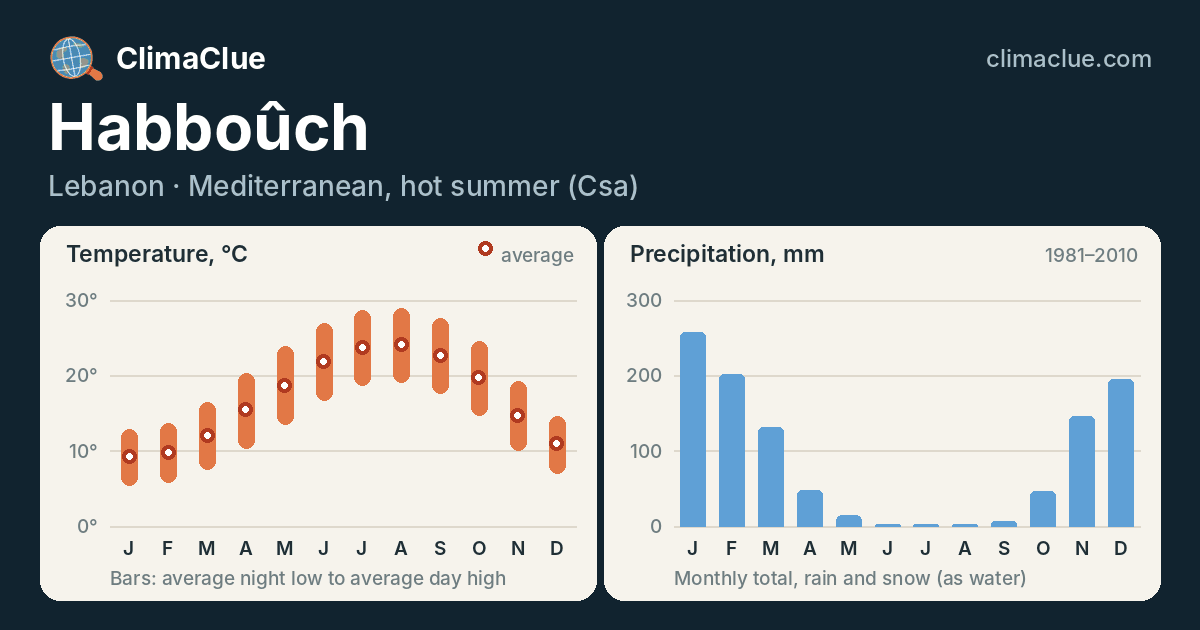 ClimaClue
climaclue.com
Habboûch
Lebanon · Mediterranean, hot summer (Csa)
Temperature, °C
average
30°
20°
10°
0°
J F M A M J J A S O N D
Bars: average night low to average day high
Precipitation, mm
1981–2010
300
200
100
0
J F M A M J J A S O N D
Monthly total, rain and snow (as water)